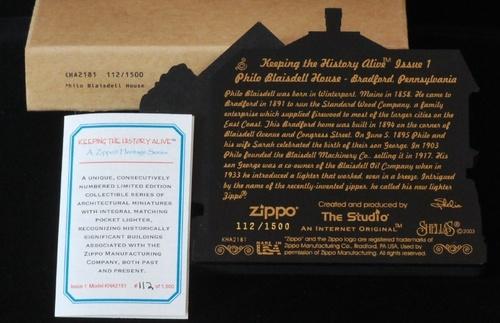 KHA2181 112/1500
Philo Blaisdell House
KEEPING THE HISTORY ALIVE™
A Zippo® Heritage Series
A UNIQUE, CONSECUTIVELY
NUMBERED LIMITED EDITION
COLLECTIBLE SERIES OF
ARCHITECTURAL MINIATURES
WITH INTEGRAL MATCHING
POCKET LIGHTER,
RECOGNIZING HISTORICALLY
SIGNIFICANT BUILDINGS
ASSOCIATED WITH THE
ZIPPO MANUFACTURING
COMPANY, BOTH PAST
AND PRESENT.
Issue 1 Model KHA2181 #112 of 1,500
Keeping the History Alive™ Issue 1
Philo Blaisdell House - Bradford, Pennsylvania
Philo Blaisdell was born in Winterport, Maine in 1858. He came to
Bradford in 1891 to run the Standard Wood Company, a family
enterprise which supplied firewood to most of the larger cities on the
East Coast. This Bradford home was built in 1894 on the corner of
Blaisdell Avenue and Congress Street. On June 5, 1895 Philo and
his wife Sarah celebrated the birth of their son George. In 1903
Philo founded the Blaisdell Machinery Co., selling it in 1917. His
son George was a co-owner of the Blaisdell Oil Company when in
1933 he introduced a lighter that worked, even in a breeze. Intrigued
by the name of the recently-invented zipper, he called his new lighter
Zippo®.
Zippo® Created and produced by
112/1500 The Studio™
An Internet Original™
SHELLI'S ©2003
KHA2181
MADE IN
USA
"Zippo" and the Zippo logo are registered trademarks of
Zippo Manufacturing Co., Bradford, PA USA. Used by
permission of Zippo Manufacturing. All rights reserved.